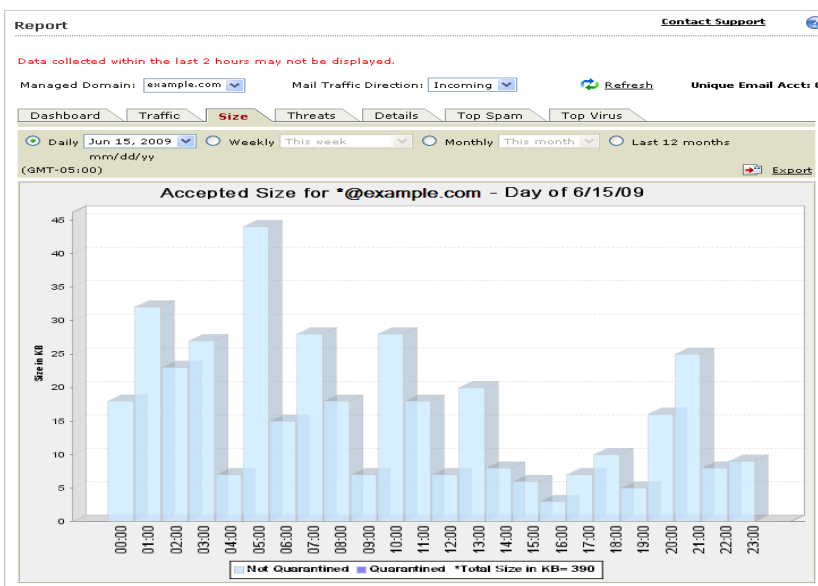 Report
Contact Support
Data collected within the last 2 hours may not be displayed.
Managed Domain: example.com Mail Traffic Direction: Incoming Refresh Unique Email Acct:
Dashboard Traffic Size Threats Details Top Spam Top Virus
Daily Jun 15, 2009 Weekly This week Monthly This month Last 12 months
mm/dd/yy
(GMT-05:00)
Export
Accepted Size for *@example.com - Day of 6/15/09
45
40
35
30
25
20
15
10
5
0
Size in KB
00:00 01:00 02:00 03:00 04:00 05:00 06:00 07:00 08:00 09:00 10:00 11:00 12:00 13:00 14:00 15:00 16:00 17:00 18:00 19:00 20:00 21:00 22:00 23:00
Not Quarantined Quarantined *Total Size in KB= 390